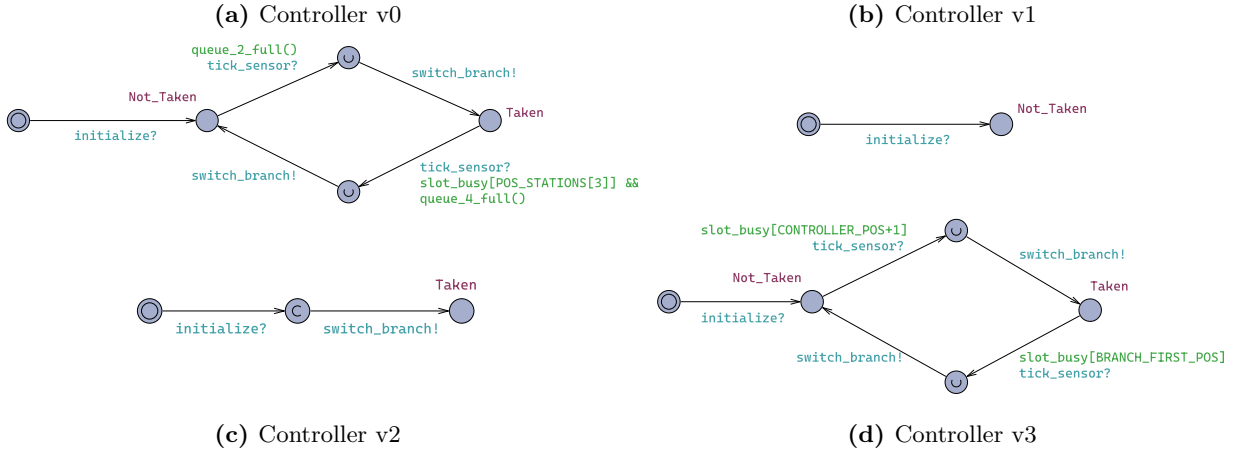 (a) Controller v0
(b) Controller v1
queue_2_full()
tick_sensor?
switch_branch!
Not_Taken
Taken
initialize?
switch_branch!
tick_sensor?
slot_busy[POS_STATIONS[3]] &&
queue_4_full()
Not_Taken
initialize?
Taken
C
initialize?
switch_branch!
slot_busy[CONTROLLER_POS+1]
tick_sensor?
switch_branch!
Not_Taken
Taken
initialize?
switch_branch!
slot_busy[BRANCH_FIRST_POS]
tick_sensor?
(c) Controller v2
(d) Controller v3